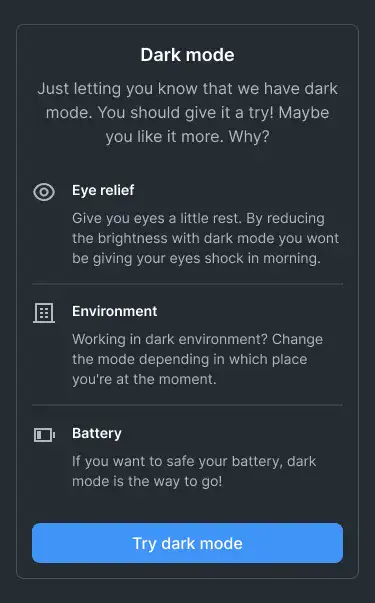 Dark mode
Just letting you know that we have dark
mode. You should give it a try! Maybe
you like it more. Why?
Eye relief
Give you eyes a little rest. By reducing
the brightness with dark mode you wont
be giving your eyes shock in morning.
Environment
Working in dark environment? Change
the mode depending in which place
you're at the moment.
Battery
If you want to safe your battery, dark
mode is the way to go!
Try dark mode